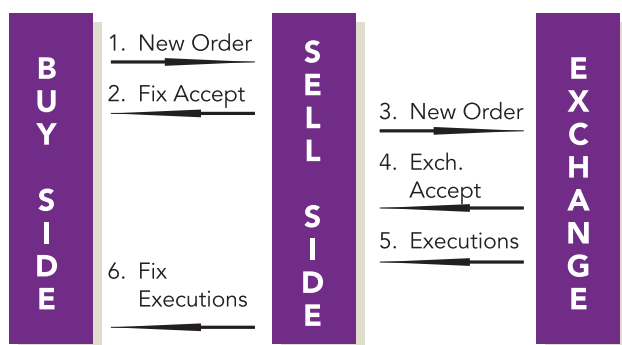 BUY SIDE
1. New Order
2. Fix Accept
6. Fix
Executions
SELL SIDE
3. New Order
4. Exch.
Accept
5. Executions
EXCHANGE